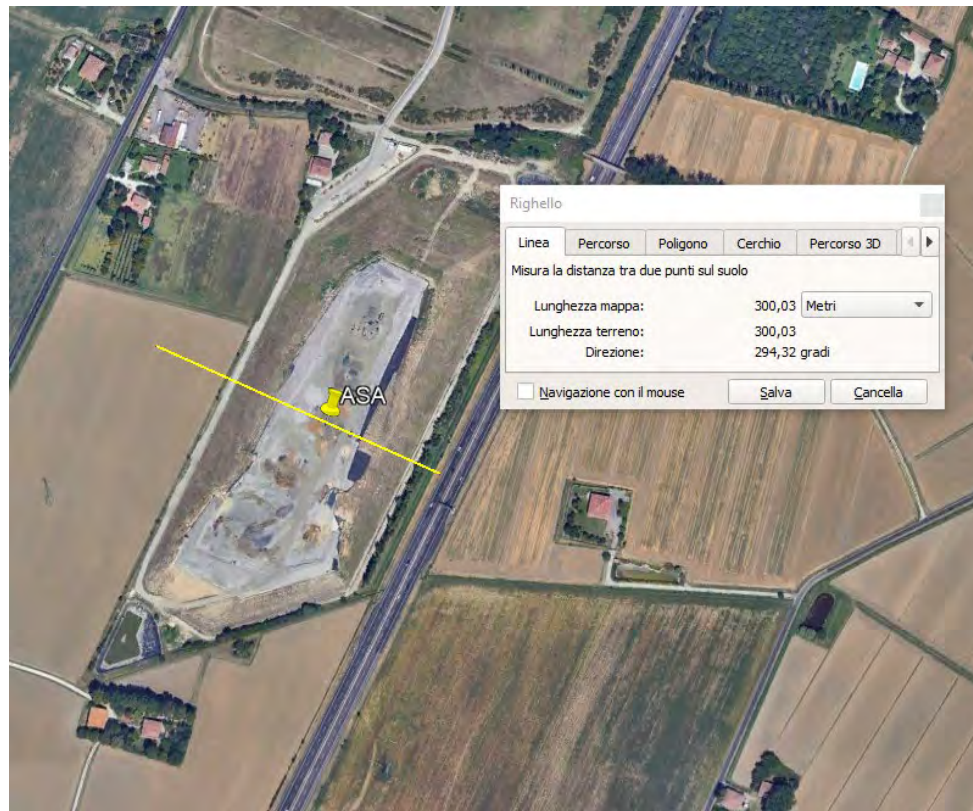 Righello
Linea Percorso Poligono Cerchio Percorso 3D
Misura la distanza tra due punti sul suolo
Lunghezza mappa: 300,03 Metri
Lunghezza terreno: 300,03
Direzione: 294,32 gradi
Navigazione con il mouse Salva Cancella
ASA